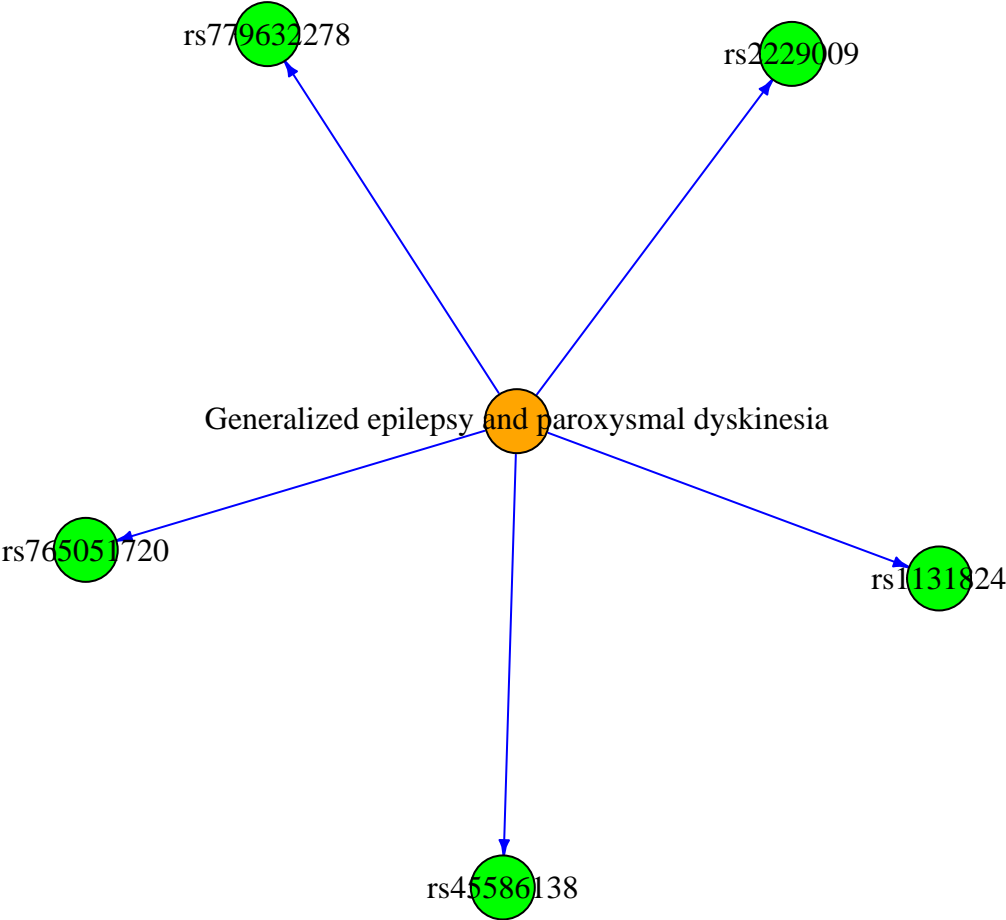 rs779632278
rs2229009
Generalized epilepsy and paroxysmal dyskinesia
rs765051720
rs1131824
rs45586138